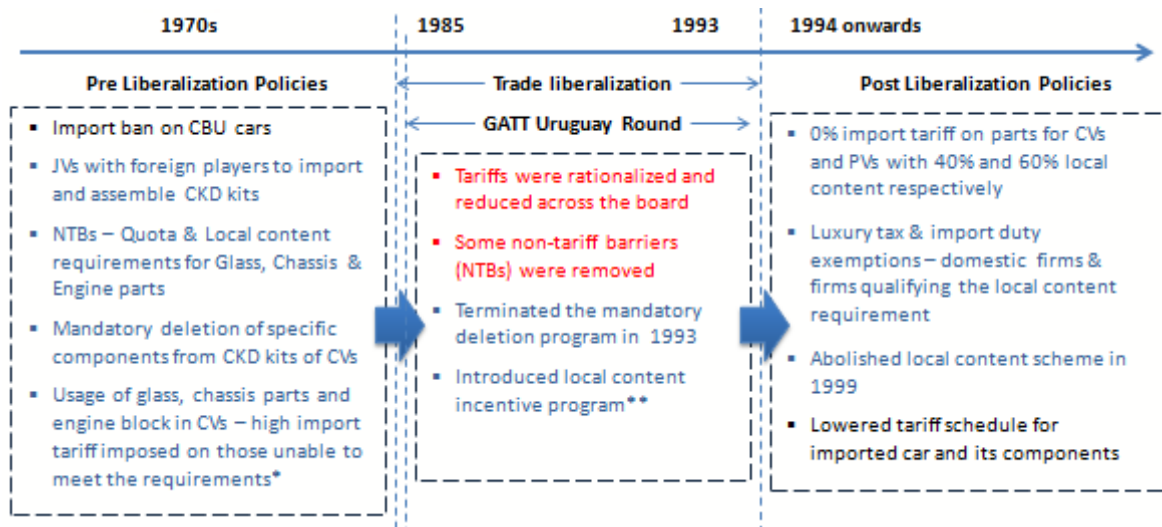 1970s
1985
1993
1994 onwards
Pre Liberalization Policies
Trade liberalization
Post Liberalization Policies
GATT Uruguay Round
▪ Import ban on CBU cars
▪ JVs with foreign players to import
and assemble CKD kits
▪ NTBs – Quota & Local content
requirements for Glass, Chassis &
Engine parts
▪ Mandatory deletion of specific
components from CKD kits of CVs
▪ Usage of glass, chassis parts and
engine block in CVs – high import
tariff imposed on those unable to
meet the requirements*
▪ Tariffs were rationalized and
reduced across the board
▪ Some non-tariff barriers
(NTBs) were removed
▪ Terminated the mandatory
deletion program in 1993
▪ Introduced local content
incentive program**
▪ 0% import tariff on parts for CVs
and PVs with 40% and 60% local
content respectively
▪ Luxury tax & import duty
exemptions – domestic firms &
firms qualifying the local content
requirement
▪ Abolished local content scheme in
1999
▪ Lowered tariff schedule for
imported car and its components